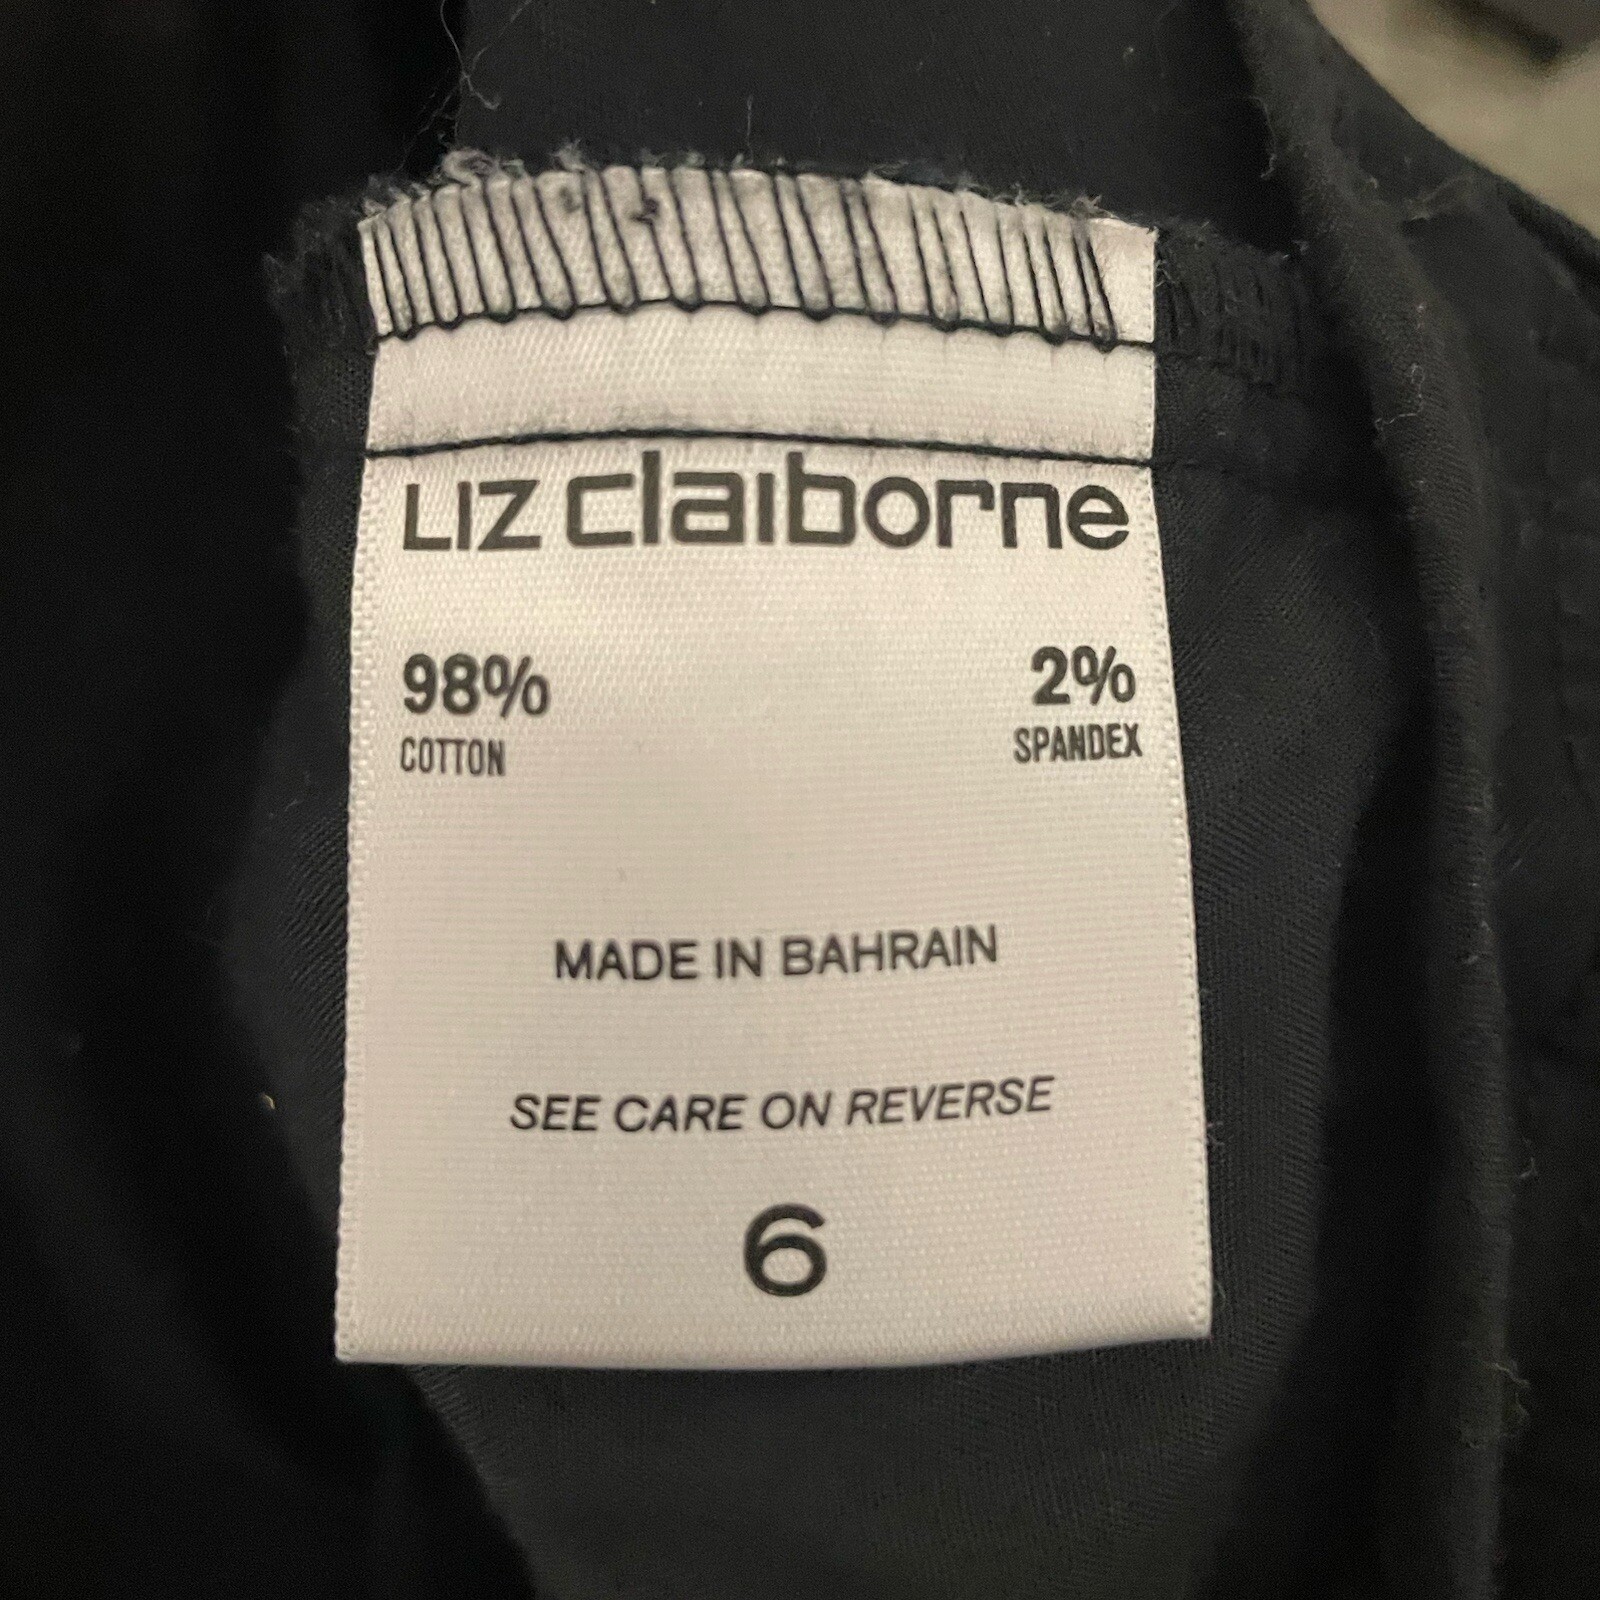 LIZ claiborne
98% 2%
COTTON SPANDEX
MADE IN BAHRAIN
SEE CARE ON REVERSE
6